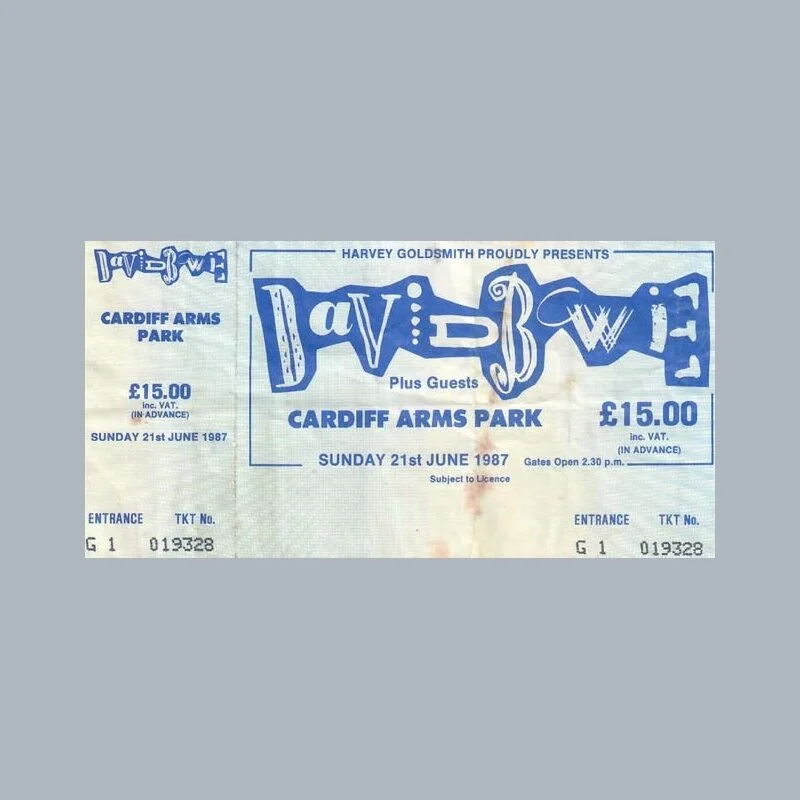 DAViD BOWiE
CARDIFF ARMS
PARK
£15.00
inc. VAT.
(IN ADVANCE)
SUNDAY 21st JUNE 1987
ENTRANCE TKT No.
G 1 019328
HARVEY GOLDSMITH PROUDLY PRESENTS
DaViD BOWiE
Plus Guests
CARDIFF ARMS PARK £15.00
inc. VAT.
(IN ADVANCE)
SUNDAY 21st JUNE 1987 Gates Open 2.30 p.m.
Subject to Licence
ENTRANCE TKT No.
G 1 019328